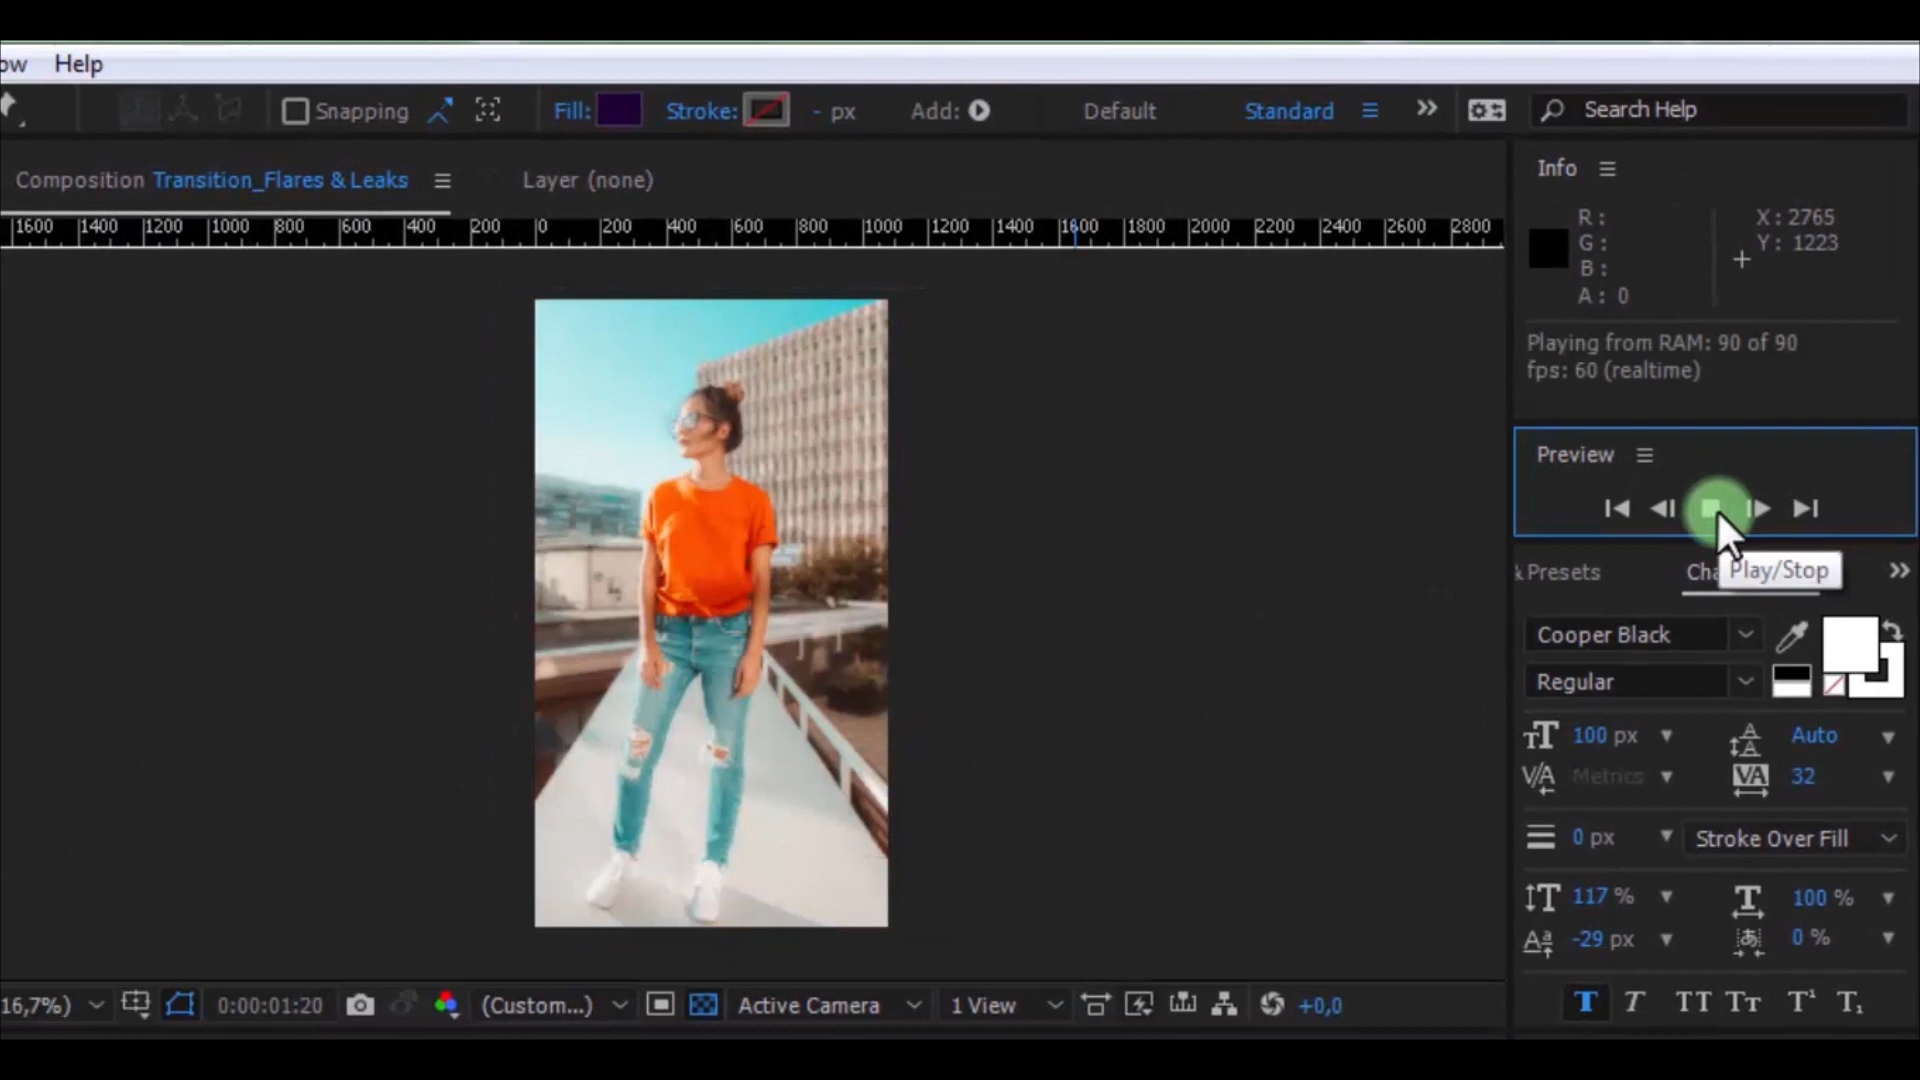 ow Help
Snapping Fill: Stroke: - px Add: Default Standard Search Help
Composition Transition_Flares & Leaks Layer (none)
1600 1400 1200 1000 800 600 400 200 0 200 400 600 800 1000 1200 1400 1600 1800 2000 2200 2400 2600 2800
Info
R:
G:
B:
A: 0
X: 2765
Y: 1223
Playing from RAM: 90 of 90
fps: 60 (realtime)
Preview
& Presets Cha
Play/Stop
Cooper Black
Regular
100 px Auto
Metrics 32
0 px Stroke Over Fill
117 % 100 %
-29 px 0 %
T T TT Tт T¹ T₁
16,7%) 0:00:01:20 (Custom...) Active Camera 1 View +0,0